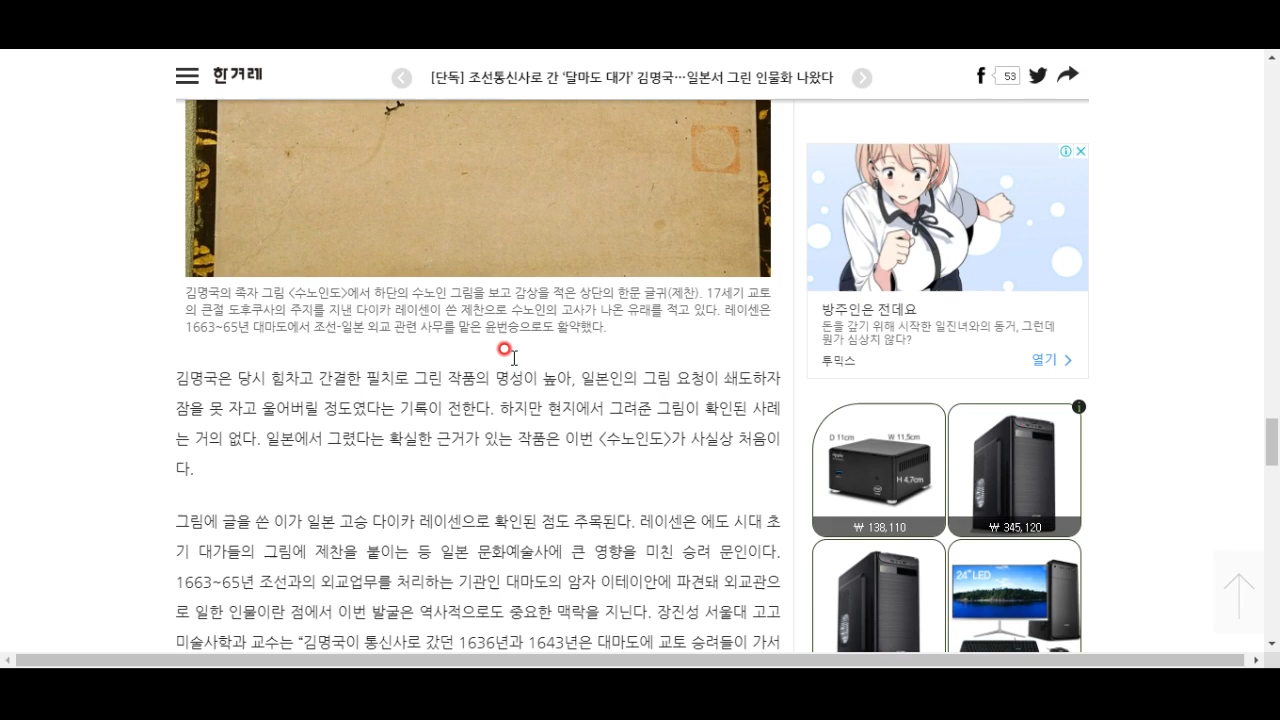 한겨레
[단독] 조선통신사로 간 ‘달마도 대가’ 김명국…일본서 그린 인물화 나왔다
53
김명국의 족자 그림 <수노인도>에서 하단의 수노인 그림을 보고 감상을 적은 상단의 한문 글귀(제찬). 17세기 교토
의 큰절 도후쿠사의 주지를 지낸 다이카 레이센이 쓴 제찬으로 수노인의 고사가 나온 유래를 적고 있다. 레이센은
1663~65년 대마도에서 조선-일본 외교 관련 사무를 맡은 윤번승으로도 활약했다.
김명국은 당시 힘차고 간결한 필치로 그린 작품의 명성이 높아, 일본인의 그림 요청이 쇄도하자
잠을 못 자고 울어버릴 정도였다는 기록이 전한다. 하지만 현지에서 그려준 그림이 확인된 사례
는 거의 없다. 일본에서 그렸다는 확실한 근거가 있는 작품은 이번 <수노인도>가 사실상 처음이
다.
그림에 글을 쓴 이가 일본 고승 다이카 레이센으로 확인된 점도 주목된다. 레이센은 에도 시대 초
기 대가들의 그림에 제찬을 붙이는 등 일본 문화예술사에 큰 영향을 미친 승려 문인이다.
1663~65년 조선과의 외교업무를 처리하는 기관인 대마도의 암자 이테이안에 파견돼 외교관으
로 일한 인물이란 점에서 이번 발굴은 역사적으로도 중요한 맥락을 지닌다. 장진성 서울대 고고
미술사학과 교수는 “김명국이 통신사로 갔던 1636년과 1643년은 대마도에 교토 승려들이 가서
방주인은 전데요
돈을 갚기 위해 시작한 일진녀와의 동거, 그런데
뭔가 심상치 않다?
투믹스
열기
D 11cm
W 11,5cm
H 4,7cm
₩ 138,110
₩ 345,120
24" LED